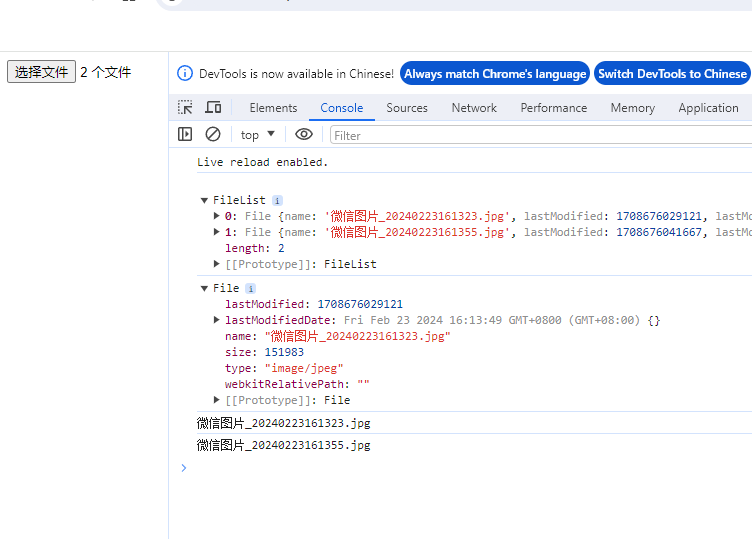 选择文件 2 个文件
DevTools is now available in Chinese! Always match Chrome's language Switch DevTools to Chinese
Elements Console Sources Network Performance Memory Application
top Filter
Live reload enabled.
FileList
0: File {name: '微信图片_20240223161323.jpg', lastModified: 1708676029121, lastM
1: File {name: '微信图片_20240223161355.jpg', lastModified: 1708676041667, lastM
length: 2
[[Prototype]]: FileList
File
lastModified: 1708676029121
lastModifiedDate: Fri Feb 23 2024 16:13:49 GMT+0800 (GMT+08:00) {}
name: "微信图片_20240223161323.jpg"
size: 151983
type: "image/jpeg"
webkitRelativePath: ""
[[Prototype]]: File
微信图片_20240223161323.jpg
微信图片_20240223161355.jpg